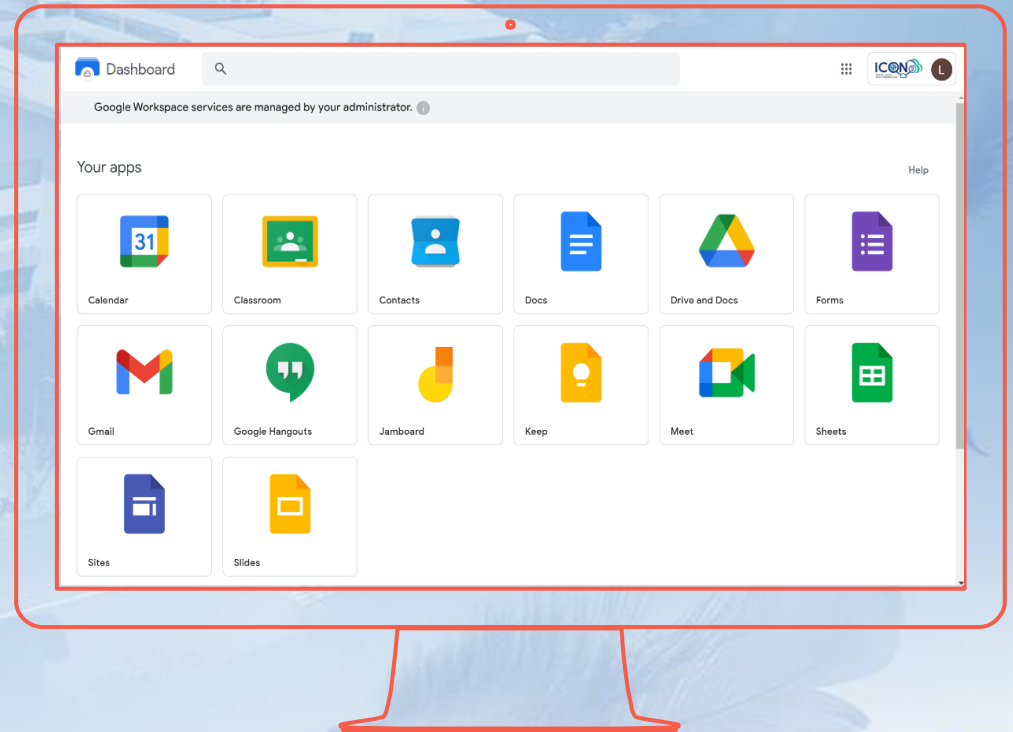 Dashboard
ICON
L
Google Workspace services are managed by your administrator.
Your apps
Help
31
Calendar
Classroom
Contacts
Docs
Drive and Docs
Forms
Gmail
Google Hangouts
Jamboard
Keep
Meet
Sheets
Sites
Slides